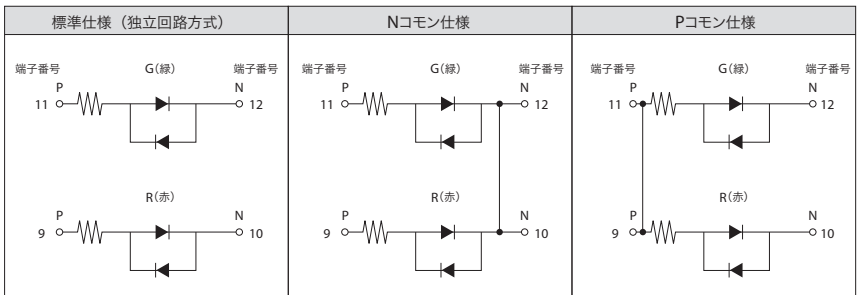 標準仕様（独立回路方式）
Nコモン仕様
Pコモン仕様
端子番号 G(緑) 端子番号
P N
11 12
R(赤)
P N
9 10
端子番号 G(緑) 端子番号
P N
11 12
R(赤)
P N
9 10
端子番号 G(緑) 端子番号
P N
11 12
R(赤)
P N
9 10